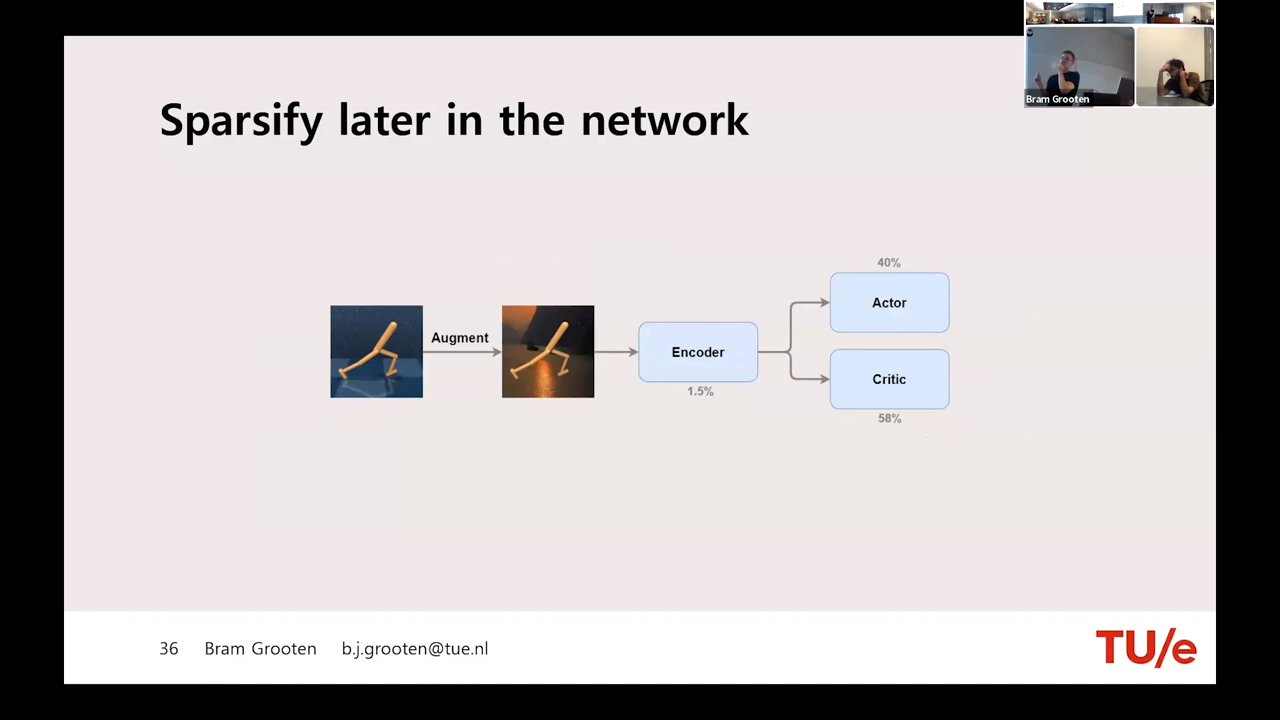 Bram Grooten
Sparsify later in the network
40%
Actor
Augment
Encoder
Critic
1.5%
58%
36 Bram Grooten b.j.grooten@tue.nl
TU/e